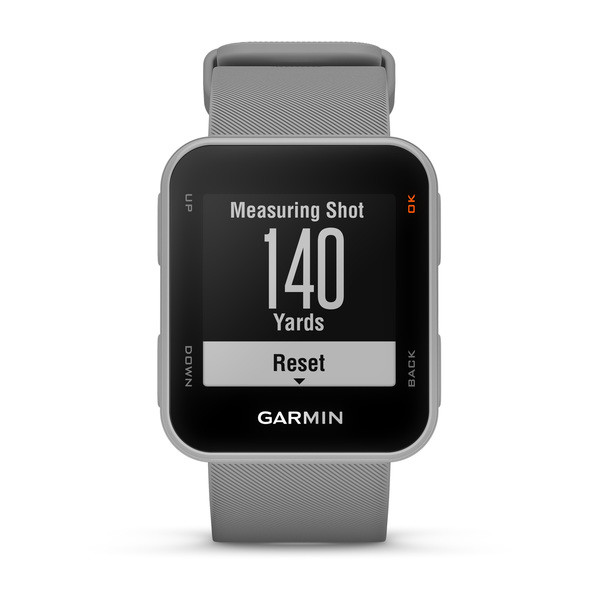 UP
OK
Measuring Shot
140
Yards
Reset
DOWN
BACK
GARMIN